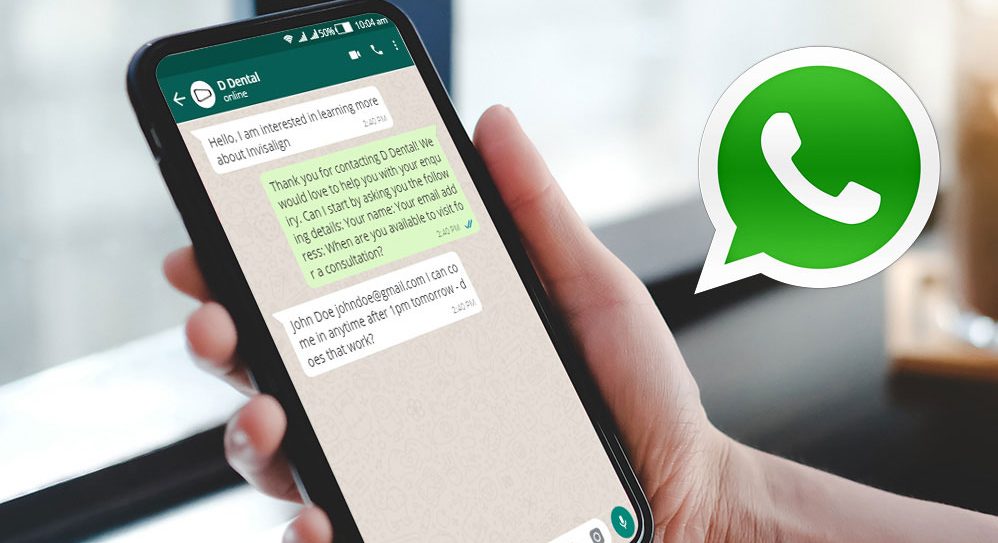 50% 10:04 am
D Dental
online
Hello, I am interested in learning more
about Invisalign
2:40 PM
Thank you for contacting D Dental! We
would love to help you with your enqu
iry. Can I start by asking you the follow
ing details: Your name: Your email add
ress: When are you available to visit fo
r a consultation?
2:40 PM
John Doe johndoe@gmail.com I can co
me in anytime after 1pm tomorrow - d
oes that work?
2:40 PM